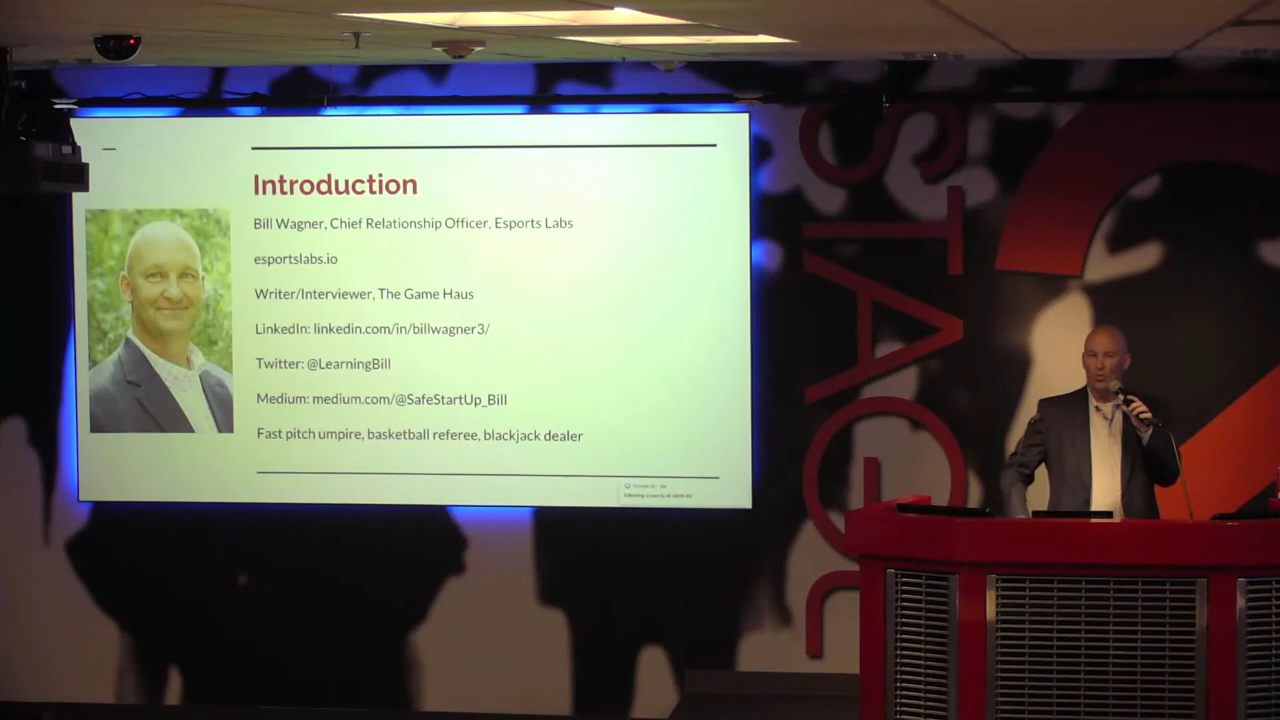 Introduction
Bill Wagner, Chief Relationship Officer, Esports Labs
esportslabs.io
Writer/Interviewer, The Game Haus
LinkedIn: linkedin.com/in/billwagner3/
Twitter: @LearningBill
Medium: medium.com/@SafeStartUp_Bill
Fast pitch umpire, basketball referee, blackjack dealer
STAGE